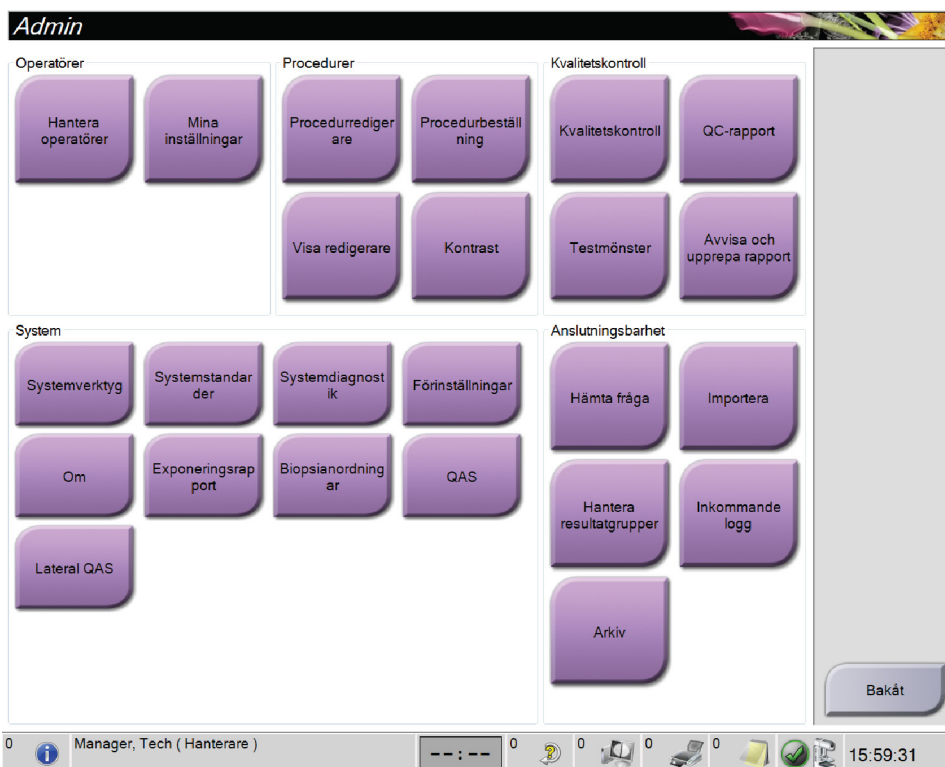 Admin
Operatörer
Hantera
operatörer
Mina
inställningar
Procedurer
Procedurrediger
are
Procedurbeställ
ning
Visa redigerare
Kontrast
Kvalitetskontroll
Kvalitetskontroll
QC-rapport
Testmönster
Avvisa och
upprepa rapport
System
Systemverktyg
Systemstandar
der
Systemdiagnost
ik
Förinställningar
Om
Exponeringsrap
port
Biopsianordning
ar
QAS
Lateral QAS
Anslutningsbarhet
Hämta fråga
Importera
Hantera
resultatgrupper
Inkommande
logg
Arkiv
Bakåt
0
Manager, Tech ( Hanterare )
--:--
0
0
0
0
15:59:31